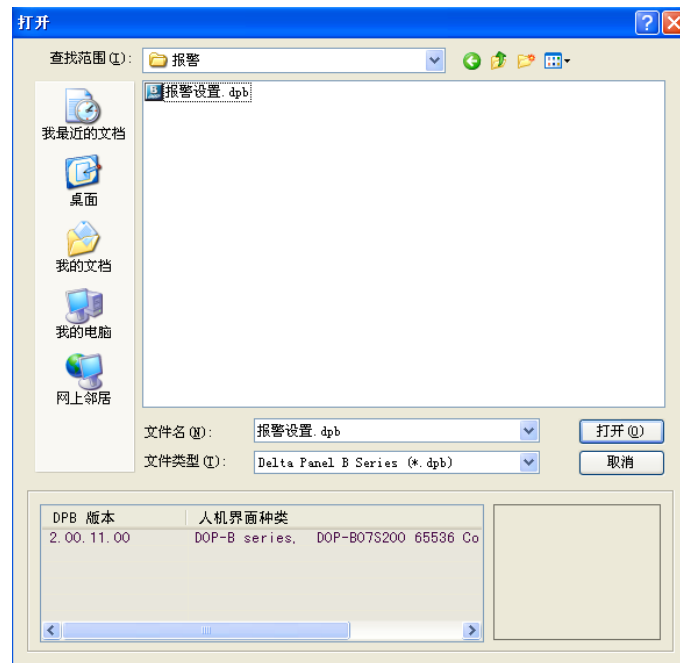 打开
查找范围(I):
报警
报警设置.dpb
我最近的文档
桌面
我的文档
我的电脑
网上邻居
文件名(N):
报警设置.dpb
打开(O)
文件类型(T):
Delta Panel B Series (*.dpb)
取消
DPB 版本 人机界面种类
2.00.11.00 DOP-B series, DOP-B07S200 65536 Co